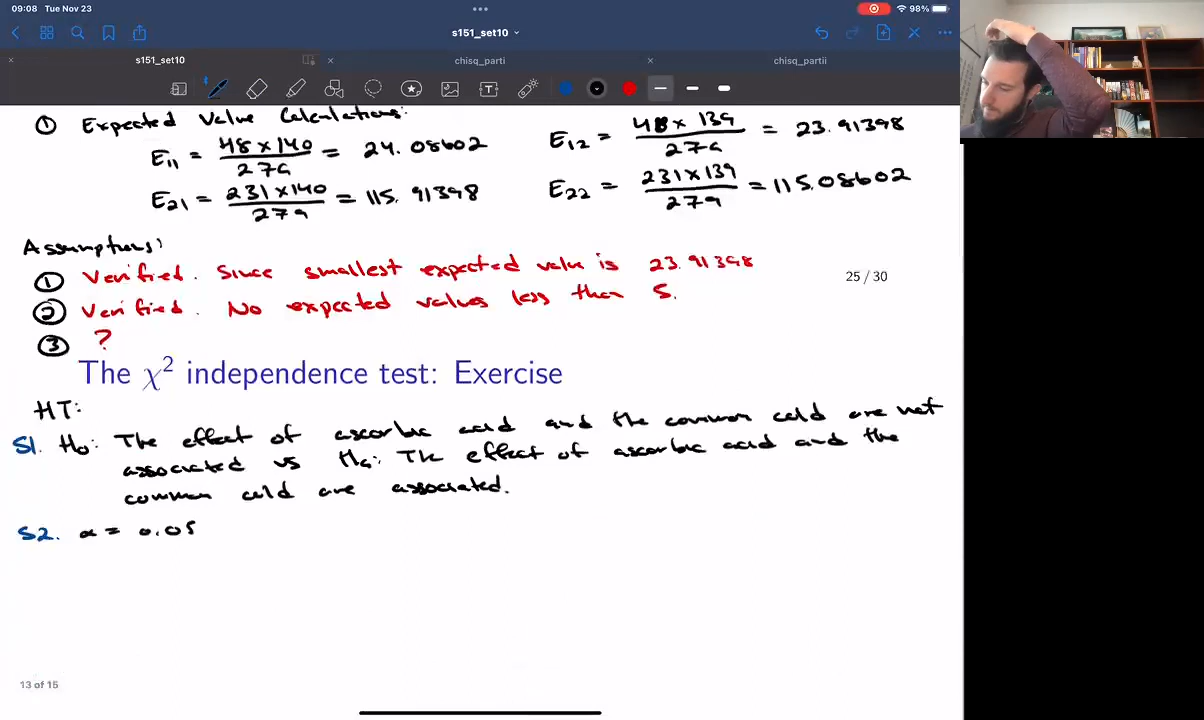 09:08 Tue Nov 23
98%
s151_set10
s151_set10
chisq_parti
chisq_partii
① Expected Value Calculations:
E₁₁ = 48 × 140 / 279 = 24.08602
E₁₂ = 48 × 139 / 279 = 23.91398
E₂₁ = 231 × 140 / 279 = 115.91398
E₂₂ = 231 × 139 / 279 = 115.08602
Assumptions:
① Verified. Since smallest expected value is 23.91398
25 / 30
② Verified. No expected values less than 5.
③ ?
The χ² independence test: Exercise
HT:
S1. H₀: The effect of ascorbic acid and the common cold are not
associated vs Hₐ: The effect of ascorbic acid and the
common cold are associated.
S2. α = 0.05
13 of 15